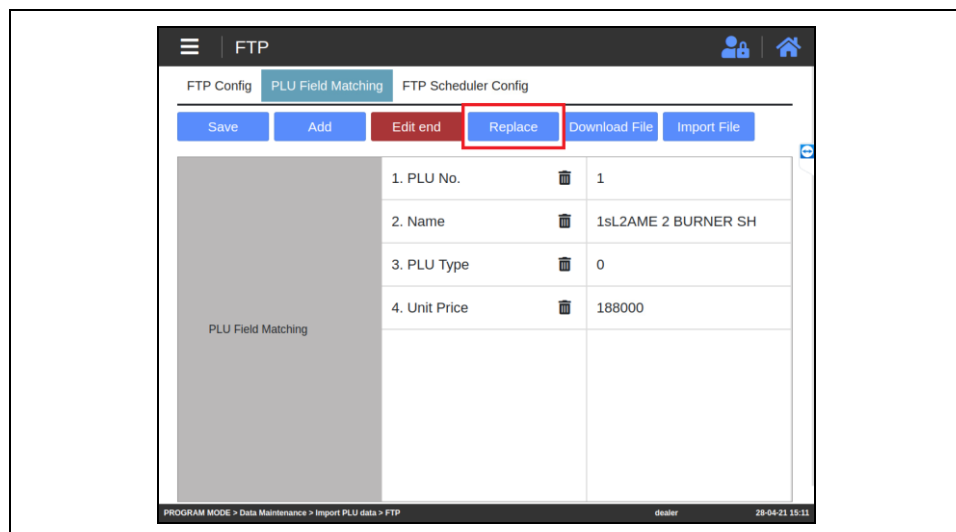 FTP
FTP Config PLU Field Matching FTP Scheduler Config
Save Add Edit end Replace Download File Import File
1. PLU No. 1
2. Name 1sL2AME 2 BURNER SH
3. PLU Type 0
4. Unit Price 188000
PLU Field Matching
PROGRAM MODE > Data Maintenance > Import PLU data > FTP dealer 28-04-21 15:11